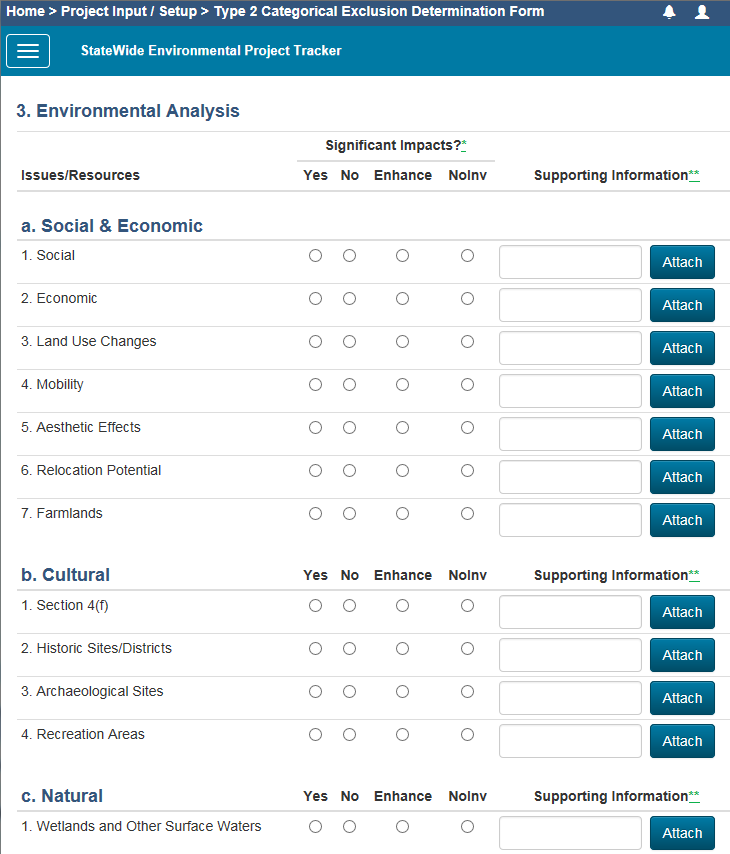 Home > Project Input / Setup > Type 2 Categorical Exclusion Determination Form
StateWide Environmental Project Tracker
3. Environmental Analysis
Significant Impacts?*
Issues/Resources Yes No Enhance NoInv Supporting Information**
a. Social & Economic
1. Social Attach
2. Economic Attach
3. Land Use Changes Attach
4. Mobility Attach
5. Aesthetic Effects Attach
6. Relocation Potential Attach
7. Farmlands Attach
b. Cultural Yes No Enhance NoInv Supporting Information**
1. Section 4(f) Attach
2. Historic Sites/Districts Attach
3. Archaeological Sites Attach
4. Recreation Areas Attach
c. Natural Yes No Enhance NoInv Supporting Information**
1. Wetlands and Other Surface Waters Attach